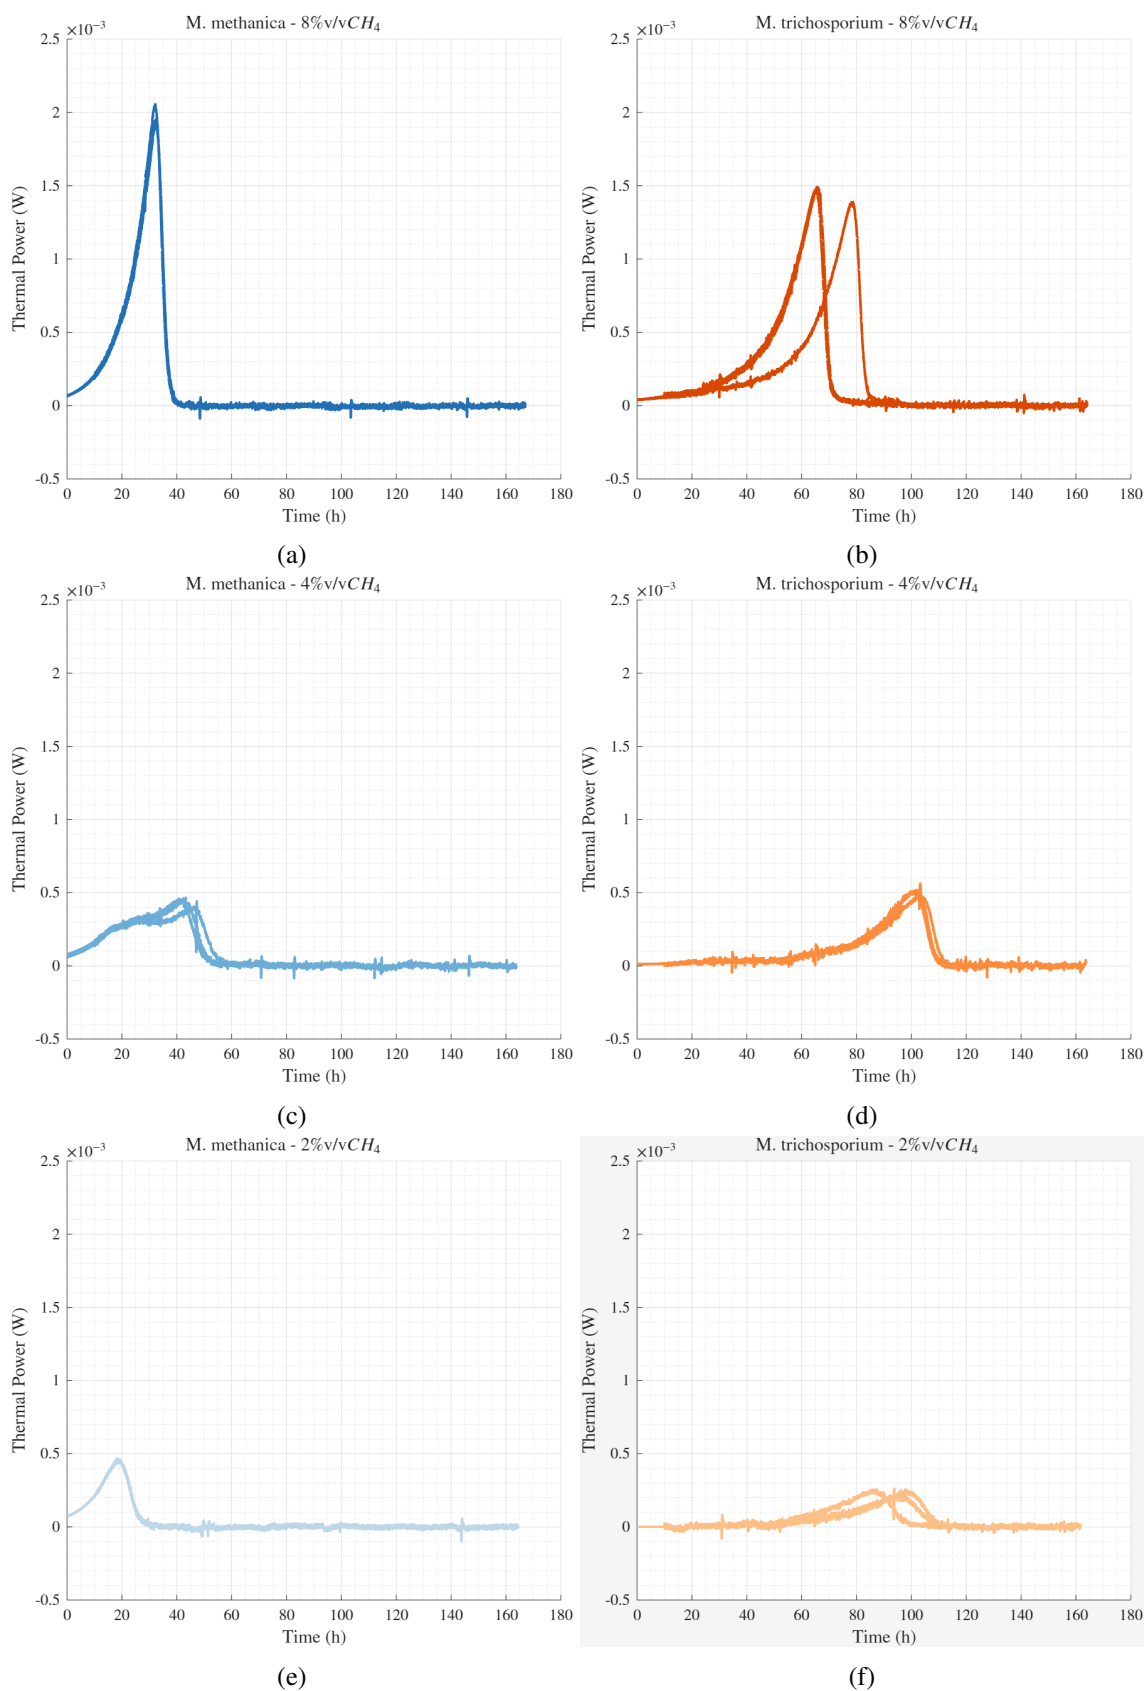 M. methanica - 8%v/vCH₄
×10⁻³
2.5
2
1.5
1
0.5
0
-0.5
Thermal Power (W)
0 20 40 60 80 100 120 140 160 180
Time (h)
(a)
M. trichosporium - 8%v/vCH₄
×10⁻³
2.5
2
1.5
1
0.5
0
-0.5
Thermal Power (W)
0 20 40 60 80 100 120 140 160 180
Time (h)
(b)
M. methanica - 4%v/vCH₄
×10⁻³
2.5
2
1.5
1
0.5
0
-0.5
Thermal Power (W)
0 20 40 60 80 100 120 140 160 180
Time (h)
(c)
M. trichosporium - 4%v/vCH₄
×10⁻³
2.5
2
1.5
1
0.5
0
-0.5
Thermal Power (W)
0 20 40 60 80 100 120 140 160 180
Time (h)
(d)
M. methanica - 2%v/vCH₄
×10⁻³
2.5
2
1.5
1
0.5
0
-0.5
Thermal Power (W)
0 20 40 60 80 100 120 140 160 180
Time (h)
(e)
M. trichosporium - 2%v/vCH₄
×10⁻³
2.5
2
1.5
1
0.5
0
-0.5
Thermal Power (W)
0 20 40 60 80 100 120 140 160 180
Time (h)
(f)